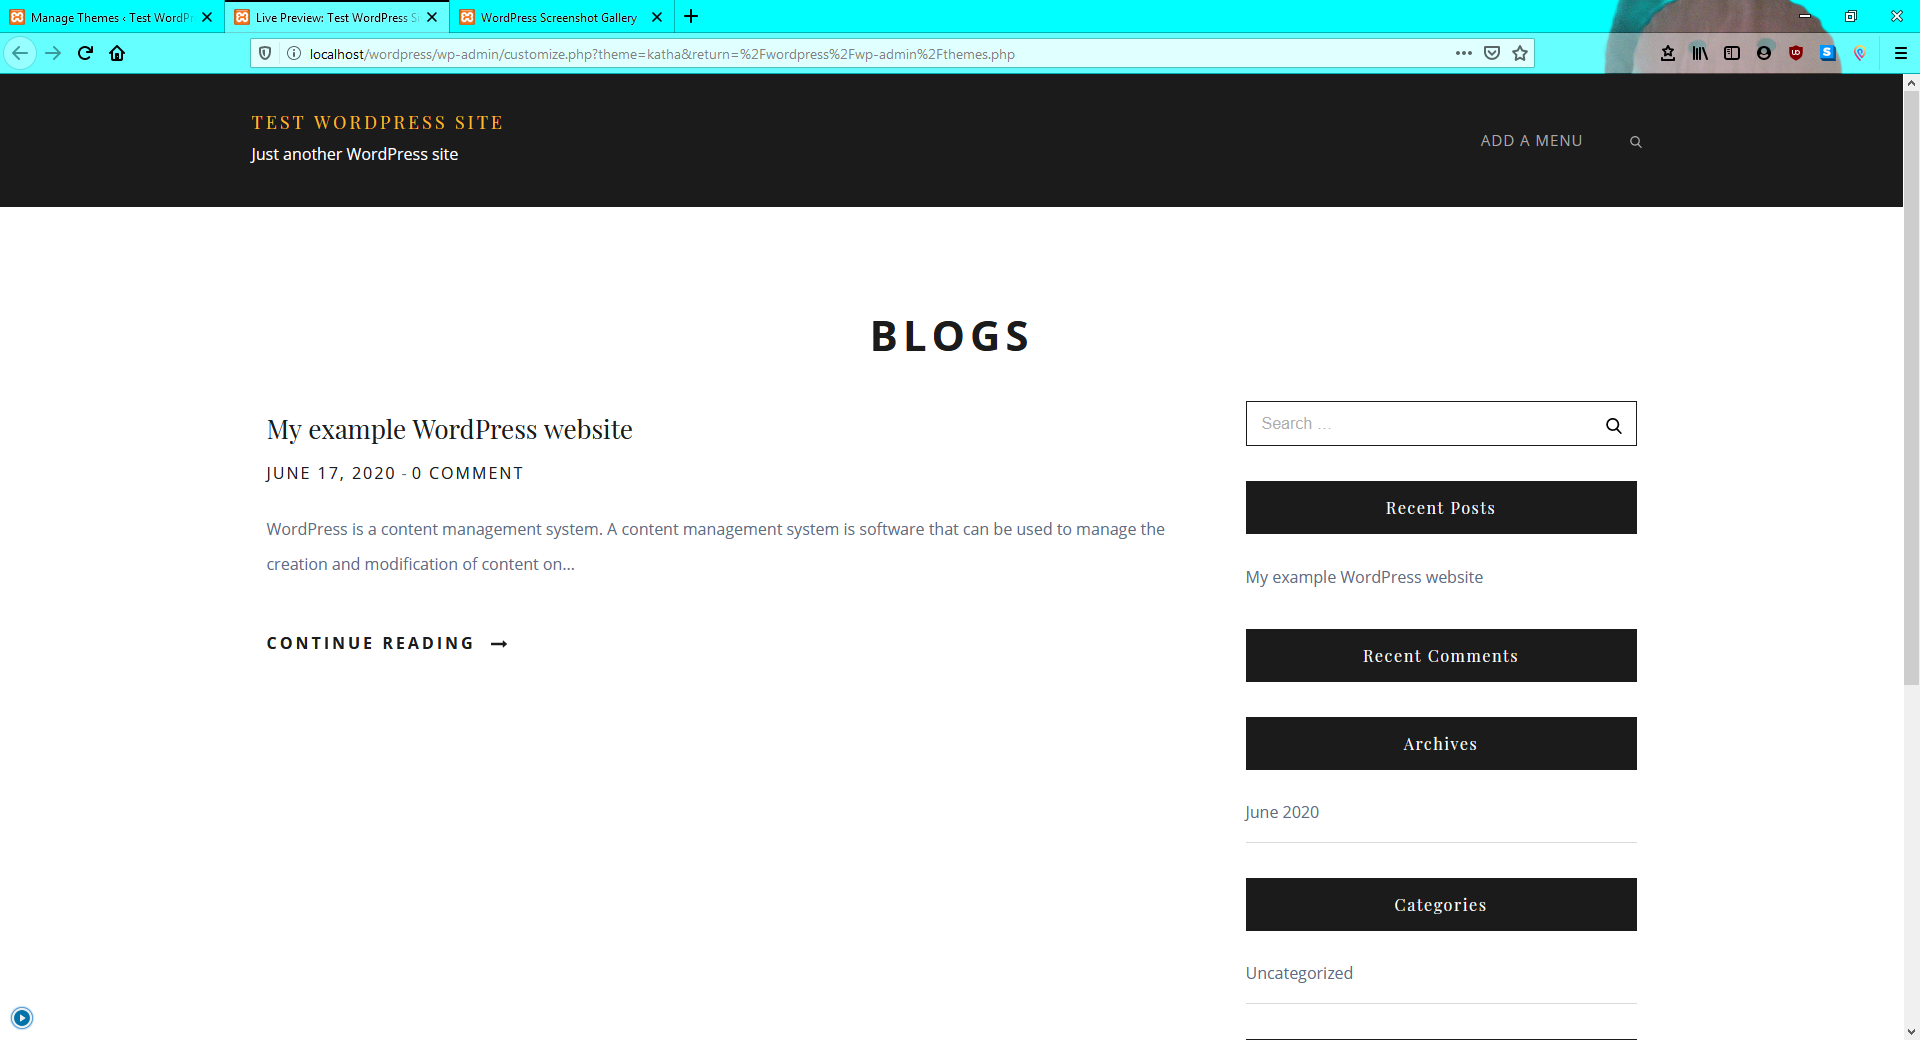 Manage Themes ‹ Test WordPr
Live Preview: Test WordPress S
WordPress Screenshot Gallery
localhost/wordpress/wp-admin/customize.php?theme=katha&return=%2Fwordpress%2Fwp-admin%2Fthemes.php
TEST WORDPRESS SITE
Just another WordPress site
ADD A MENU
BLOGS
My example WordPress website
JUNE 17, 2020 - 0 COMMENT
WordPress is a content management system. A content management system is software that can be used to manage the
creation and modification of content on...
CONTINUE READING
Search …
Recent Posts
My example WordPress website
Recent Comments
Archives
June 2020
Categories
Uncategorized